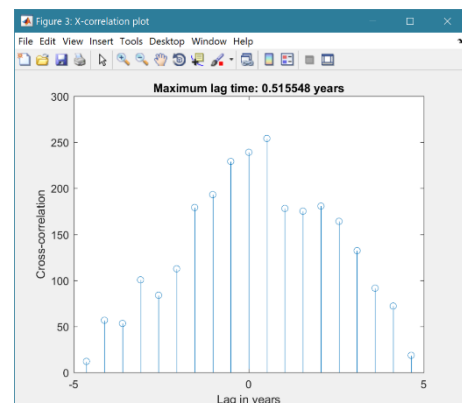 Figure 3: X-correlation plot
File Edit View Insert Tools Desktop Window Help
Maximum lag time: 0.515548 years
300
250
200
150
100
50
0
Cross-correlation
-5 0 5
Lag in years